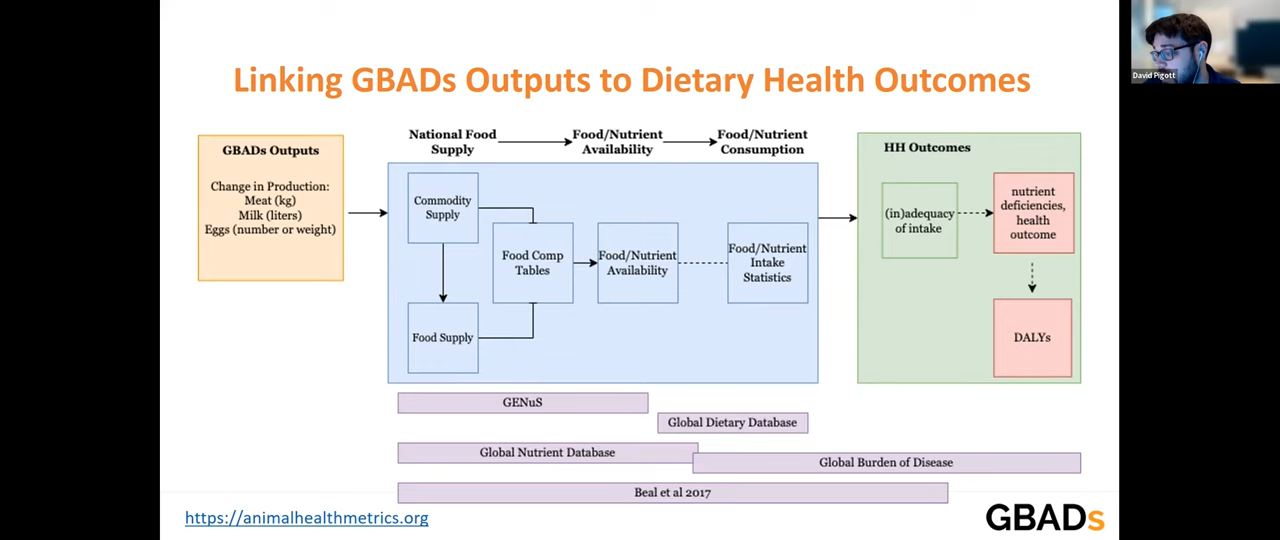 David Pigott
Linking GBADs Outputs to Dietary Health Outcomes
GBADs Outputs
Change in Production:
Meat (kg)
Milk (liters)
Eggs (number or weight)
National Food
Supply
Food/Nutrient
Availability
Food/Nutrient
Consumption
Commodity
Supply
Food Comp
Tables
Food/Nutrient
Availability
Food/Nutrient
Intake
Statistics
Food Supply
HH Outcomes
(in)adequacy
of intake
nutrient
deficiencies,
health
outcome
DALYs
GENuS
Global Dietary Database
Global Nutrient Database
Global Burden of Disease
Beal et al 2017
https://animalhealthmetrics.org
GBADs